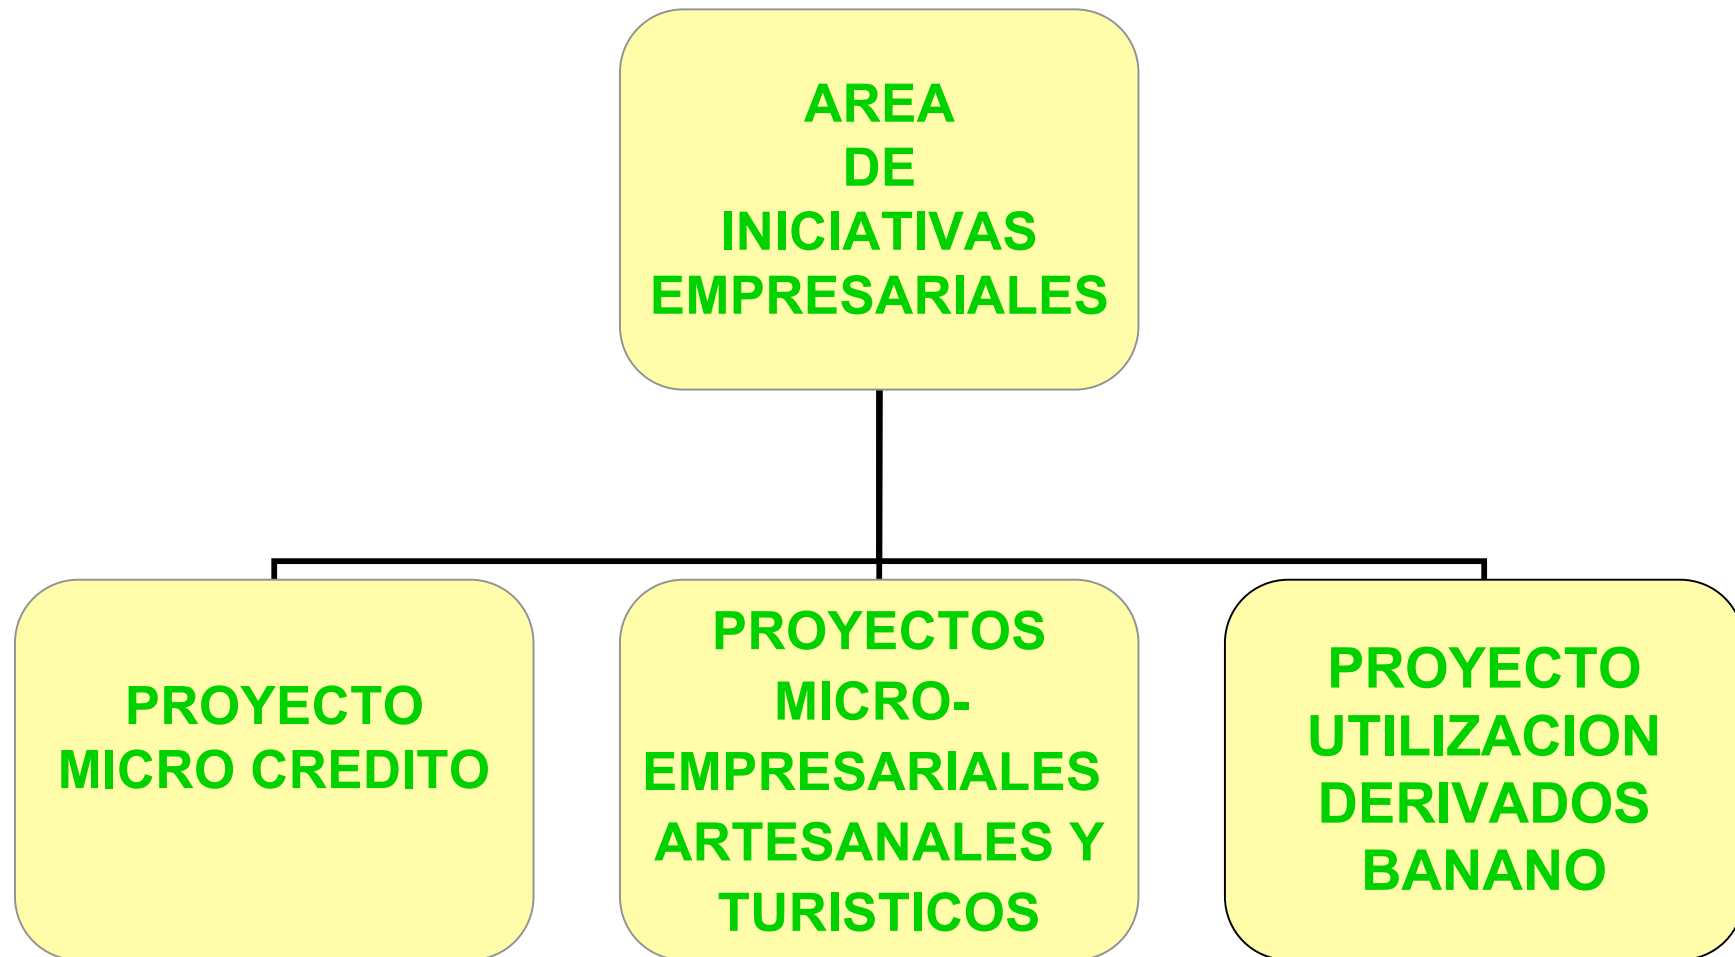 AREA
DE
INICIATIVAS
EMPRESARIALES
PROYECTO
MICRO CREDITO
PROYECTOS
MICRO-
EMPRESARIALES
ARTESANALES Y
TURISTICOS
PROYECTO
UTILIZACION
DERIVADOS
BANANO